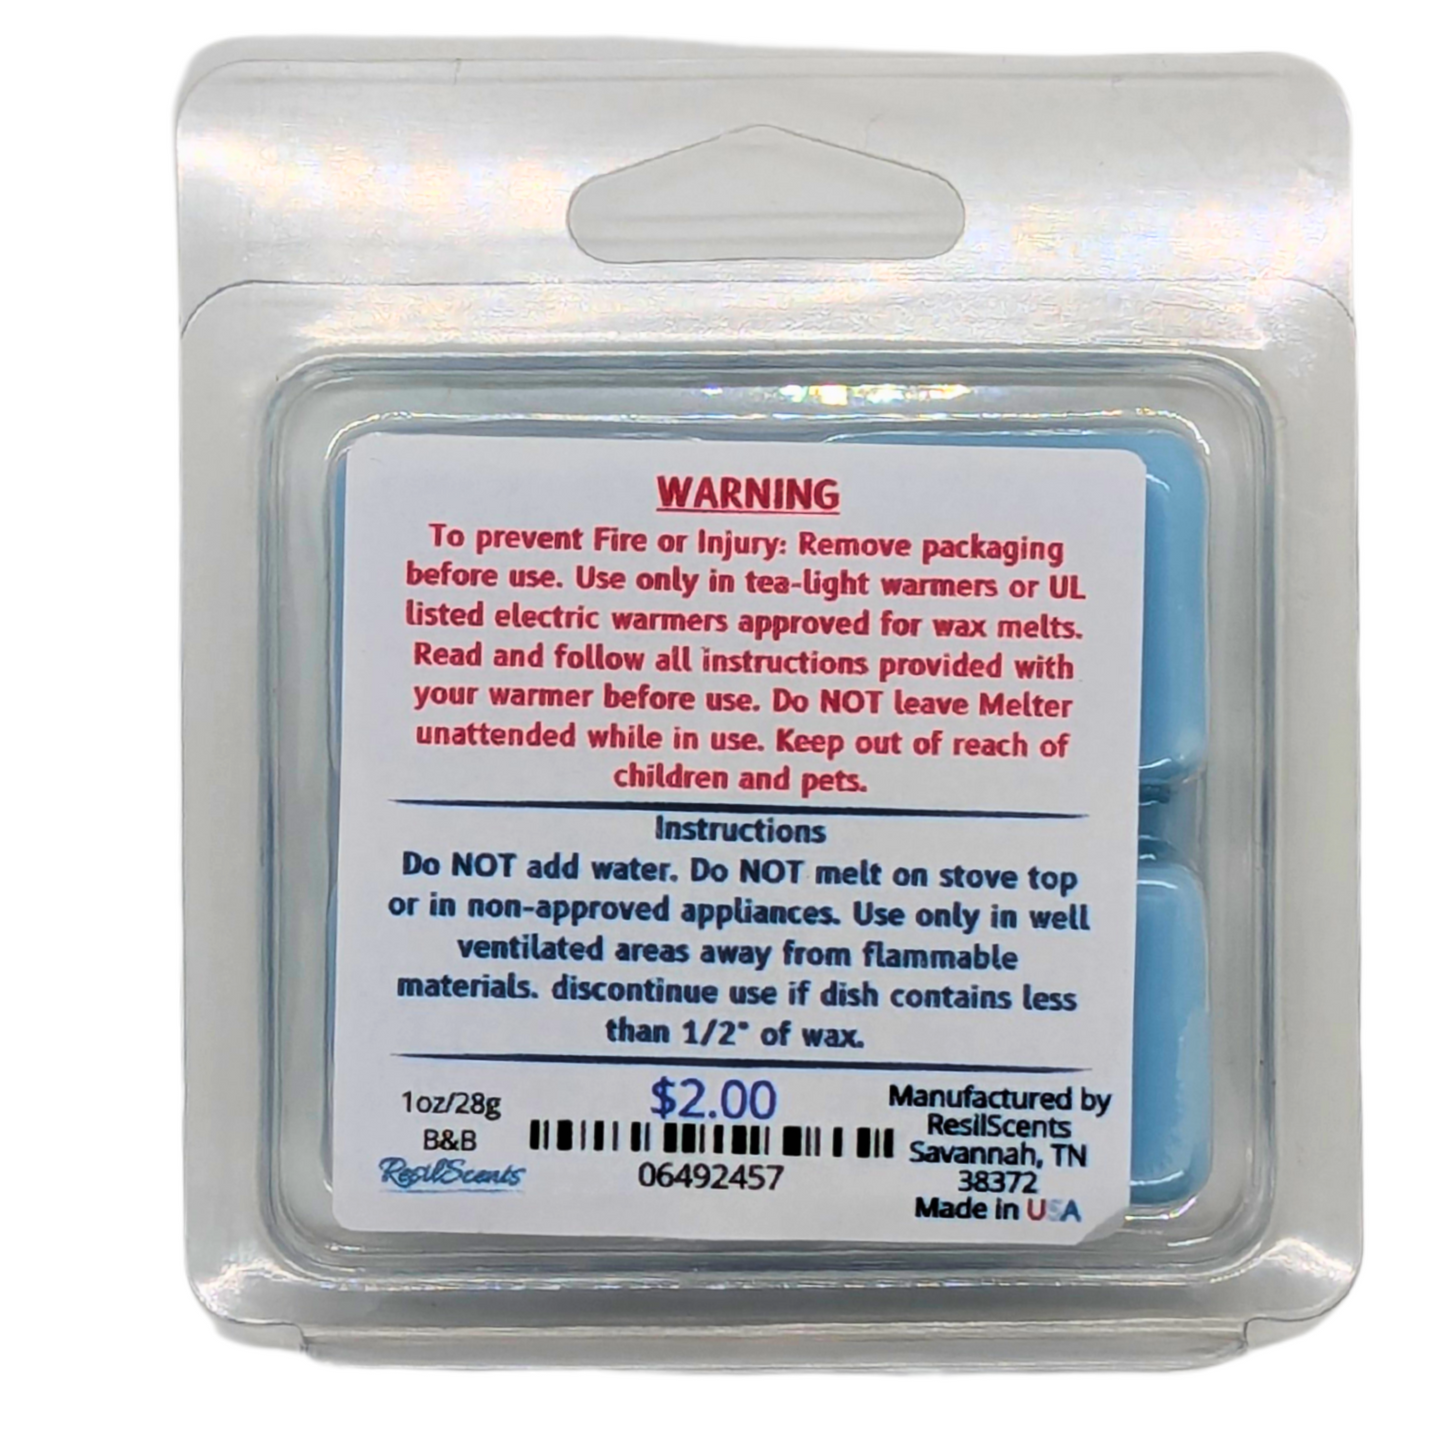 WARNING
To prevent Fire or Injury: Remove packaging
before use. Use only in tea-light warmers or UL
listed electric warmers approved for wax melts.
Read and follow all instructions provided with
your warmer before use. Do NOT leave Melter
unattended while in use. Keep out of reach of
children and pets.
Instructions
Do NOT add water. Do NOT melt on stove top
or in non-approved appliances. Use only in well
ventilated areas away from flammable
materials. discontinue use if dish contains less
than 1/2" of wax.
1oz/28g
B&B
ResilScents
$2.00
06492457
Manufactured by
ResilScents
Savannah, TN
38372
Made in USA